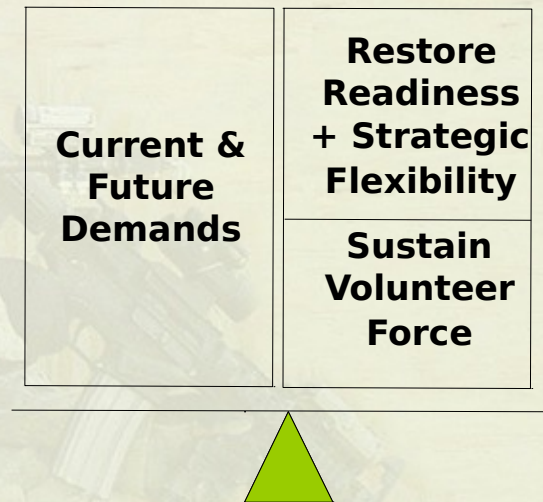 Current &
Future
Demands
Restore
Readiness
+ Strategic
Flexibility
Sustain
Volunteer
Force